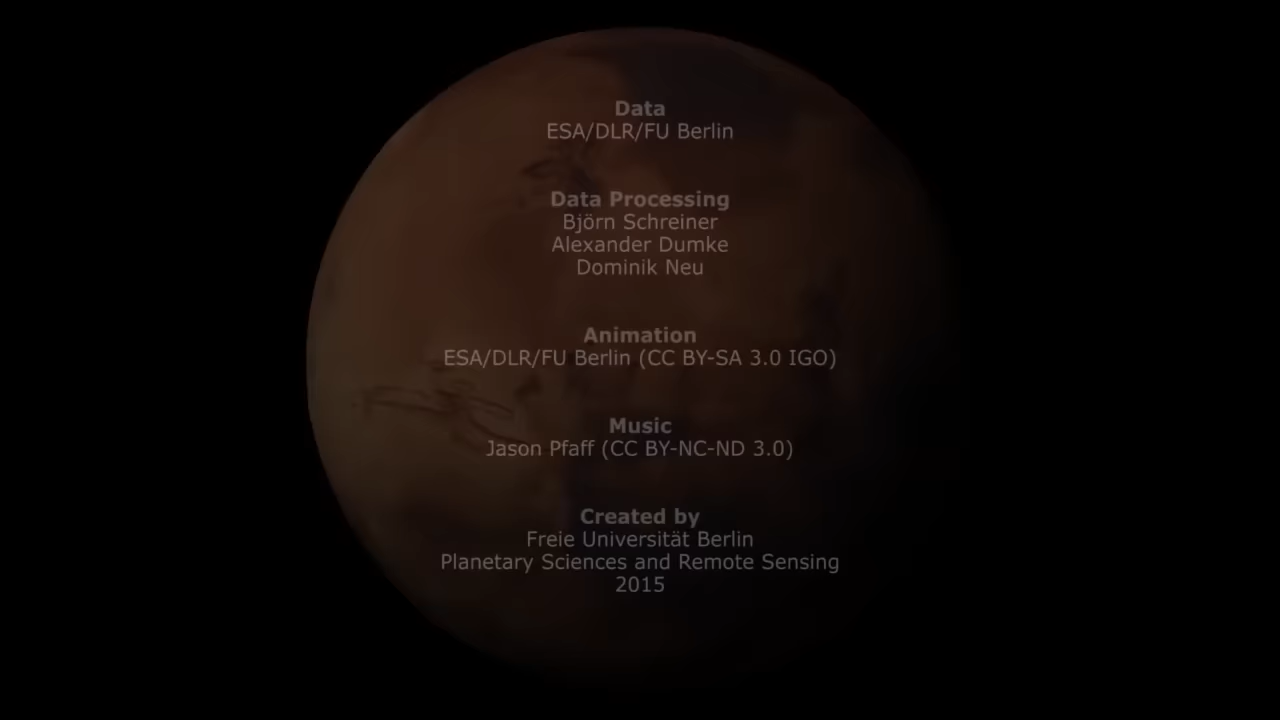 Data
ESA/DLR/FU Berlin
Data Processing
Björn Schreiner
Alexander Dumke
Dominik Neu
Animation
ESA/DLR/FU Berlin (CC BY-SA 3.0 IGO)
Music
Jason Pfaff (CC BY-NC-ND 3.0)
Created by
Freie Universität Berlin
Planetary Sciences and Remote Sensing
2015